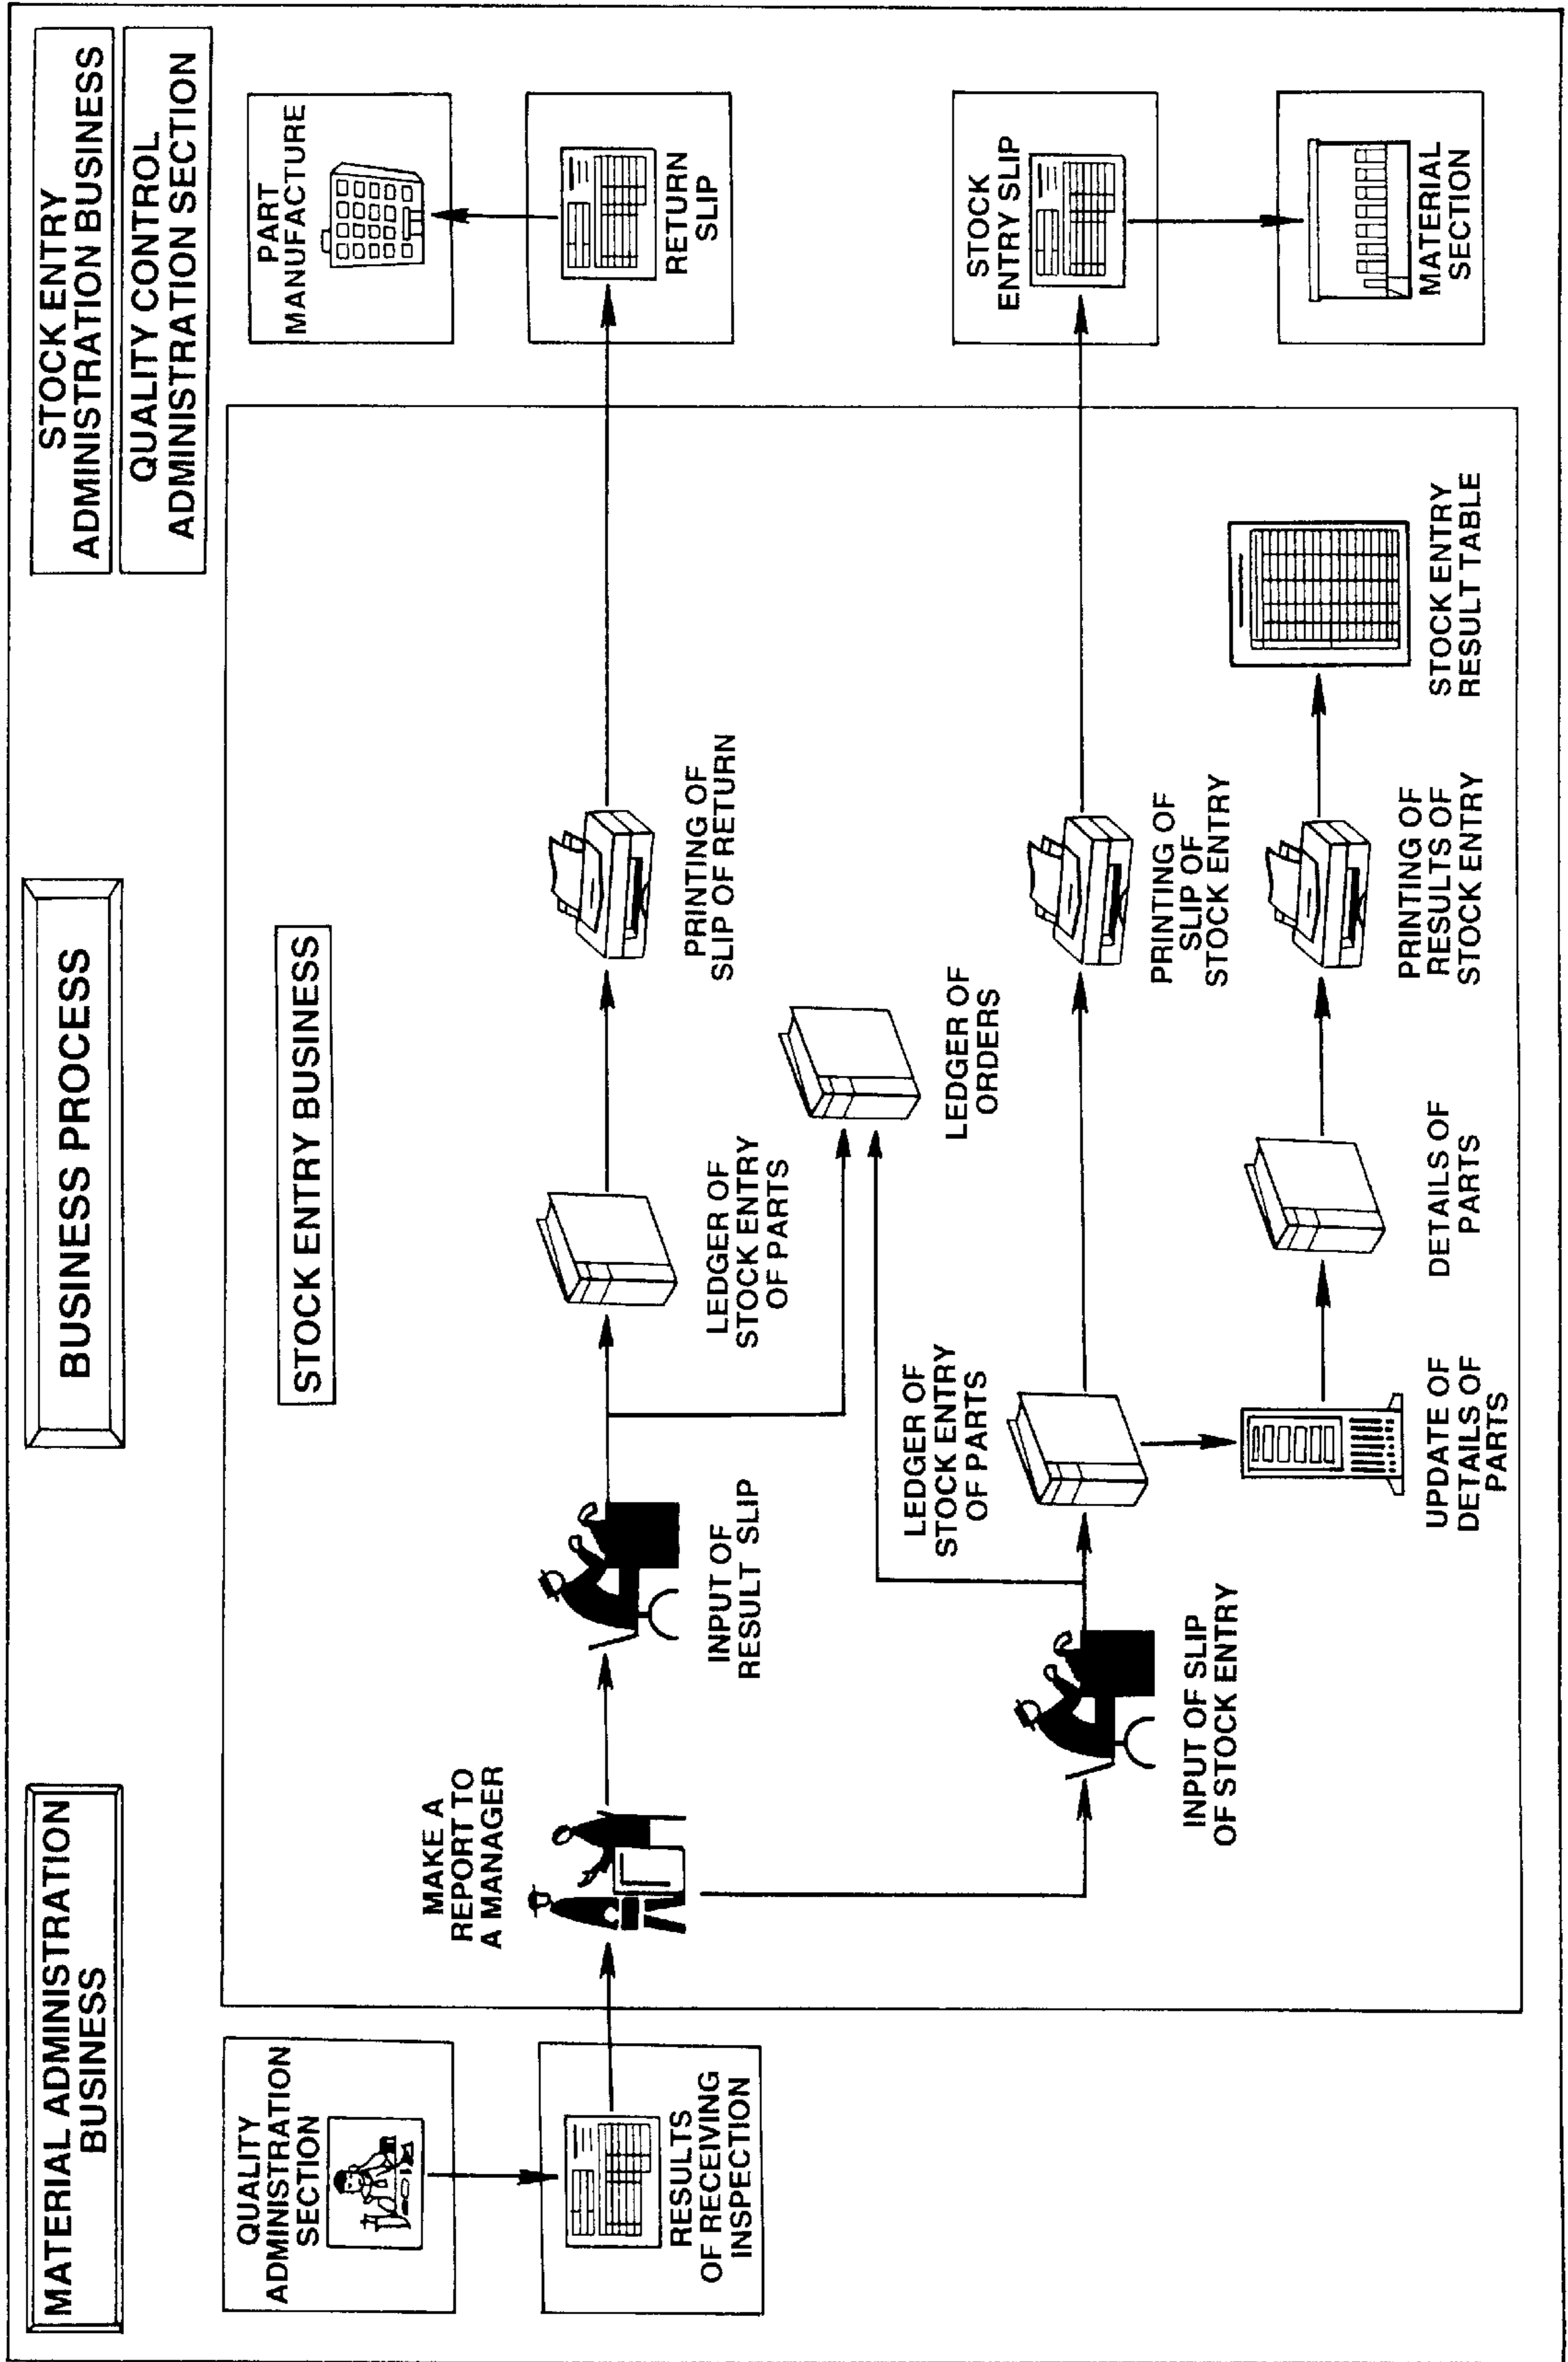 MATERIAL ADMINISTRATION
BUSINESS
BUSINESS PROCESS
STOCK ENTRY
ADMINISTRATION BUSINESS
QUALITY CONTROL
ADMINISTRATION SECTION
QUALITY
ADMINISTRATION
SECTION
RESULTS
OF RECEIVING
INSPECTION
STOCK ENTRY BUSINESS
MAKE A
REPORT TO
A MANAGER
INPUT OF
RESULT SLIP
LEDGER OF
STOCK ENTRY
OF PARTS
PRINTING OF
SLIP OF RETURN
PART
MANUFACTURE
RETURN
SLIP
LEDGER OF
ORDERS
INPUT OF SLIP
OF STOCK ENTRY
LEDGER OF
STOCK ENTRY
OF PARTS
PRINTING OF
SLIP OF
STOCK ENTRY
STOCK
ENTRY SLIP
MATERIAL
SECTION
UPDATE OF
DETAILS OF
PARTS
DETAILS OF
PARTS
PRINTING OF
RESULTS OF
STOCK ENTRY
STOCK ENTRY
RESULT TABLE